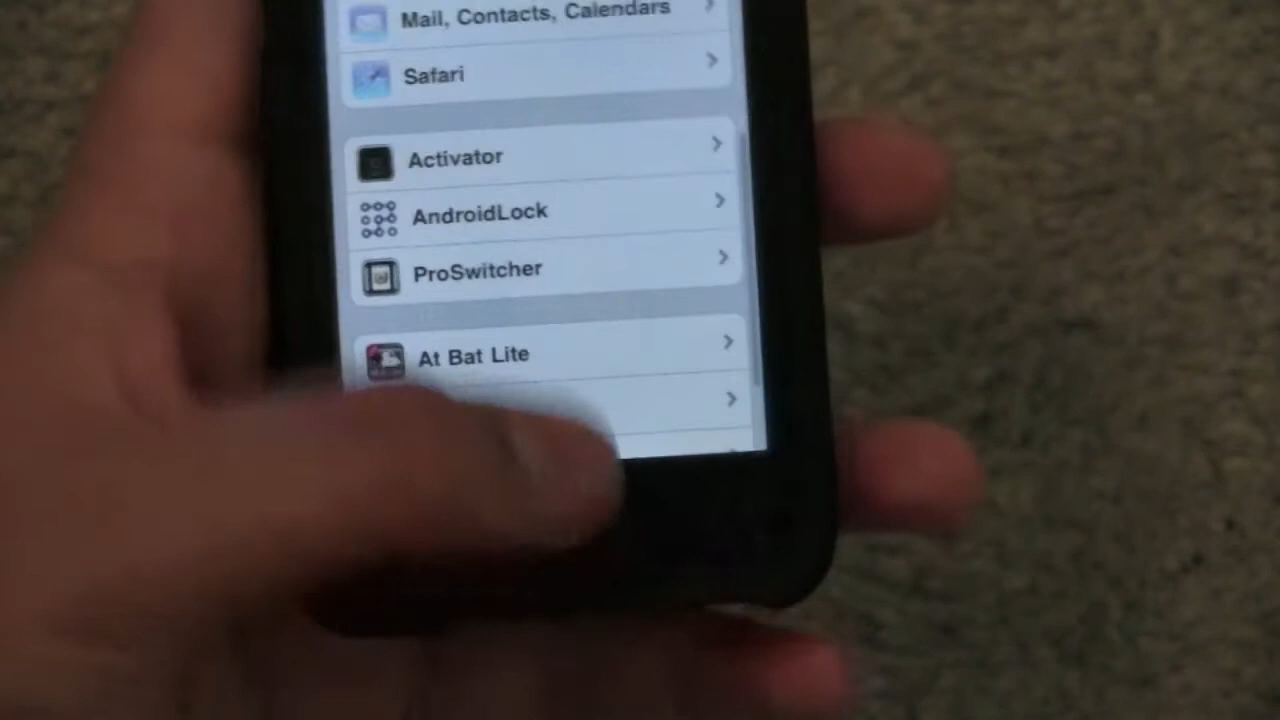 Mail, Contacts, Calendars
Safari
Activator
AndroidLock
ProSwitcher
At Bat Lite